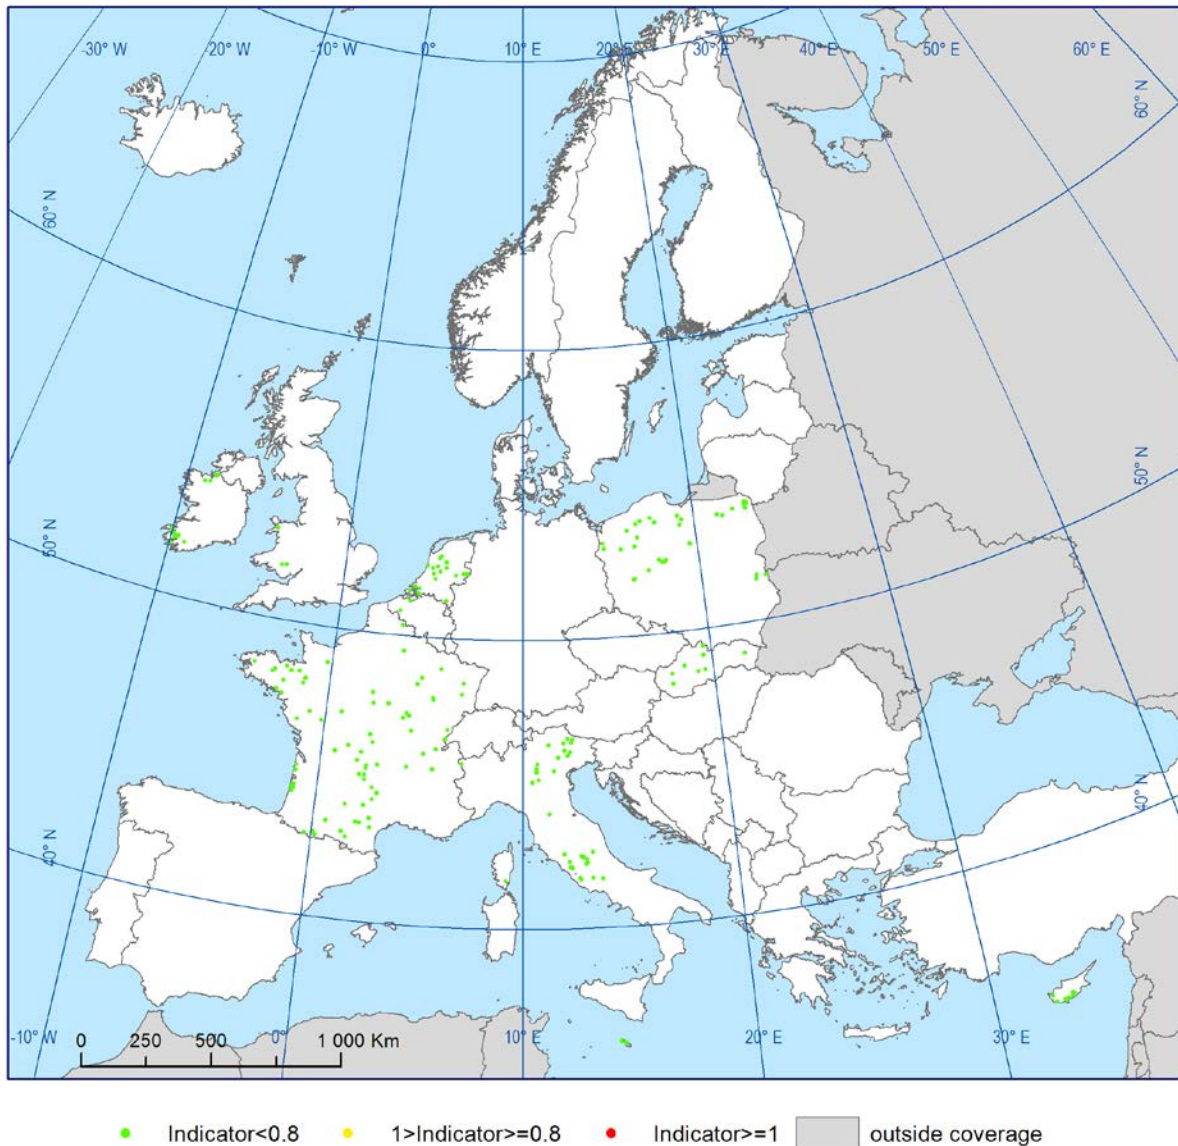 -30° W -20° W -10° W 0° 10° E 20° E 30° E 40° E 50° E 60° E
60° N
60° N
50° N
50° N
40° N
40° N
-10° W 0° 10° E 20° E 30° E
0 250 500 1 000 Km
Indicator<0.8 1>Indicator>=0.8 Indicator>=1 outside coverage